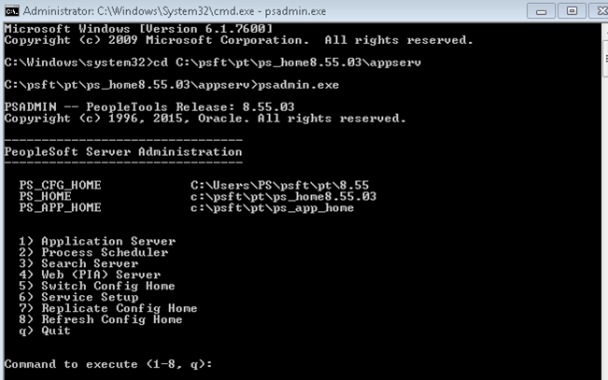 Administrator: C:\Windows\System32\cmd.exe - psadmin.exe
Microsoft Windows [Version 6.1.7600]
Copyright (c) 2009 Microsoft Corporation.  All rights reserved.
C:\Windows\system32>cd C:\psft\pt\ps_home8.55.03\appserv
C:\psft\pt\ps_home8.55.03\appserv>psadmin.exe
PSADMIN -- PeopleTools Release: 8.55.03
Copyright (c) 1996, 2015, Oracle. All rights reserved.
--------------------------------
PeopleSoft Server Administration
--------------------------------
PS_CFG_HOME             C:\Users\PS\psft\pt\8.55
PS_HOME                 c:\psft\pt\ps_home8.55.03
PS_APP_HOME             c:\psft\pt\ps_app_home
1) Application Server
2) Process Scheduler
3) Search Server
4) Web (PIA) Server
5) Switch Config Home
6) Service Setup
7) Replicate Config Home
8) Refresh Config Home
q) Quit
Command to execute (1-8, q):